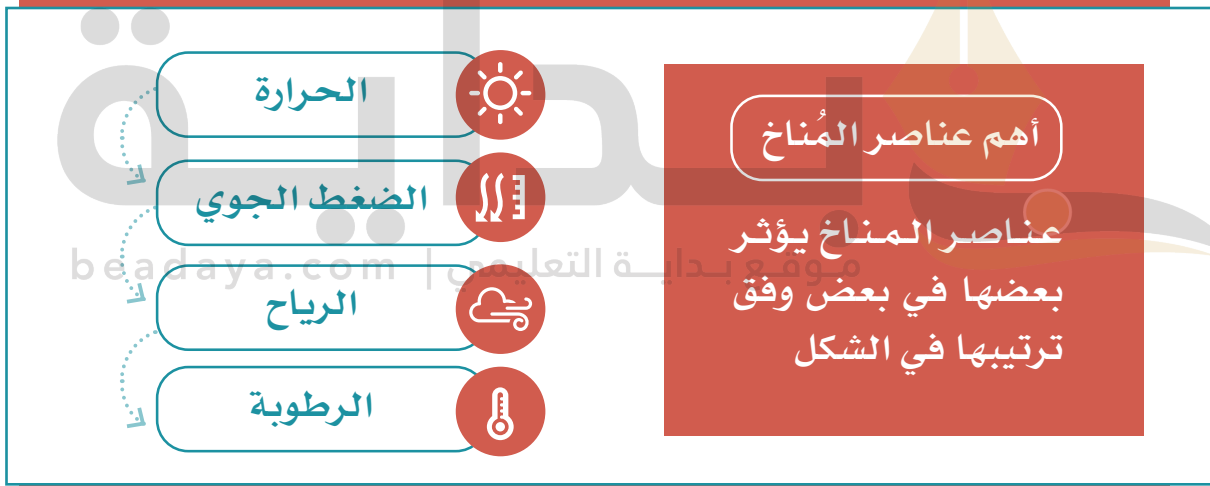 أهم عناصر المُناخ
عناصر المناخ يؤثر
بعضها في بعض وفق
ترتيبها في الشكل
الحرارة
الضغط الجوي
الرياح
الرطوبة
بداية
موقع بداية التعليمي | beadaya.com